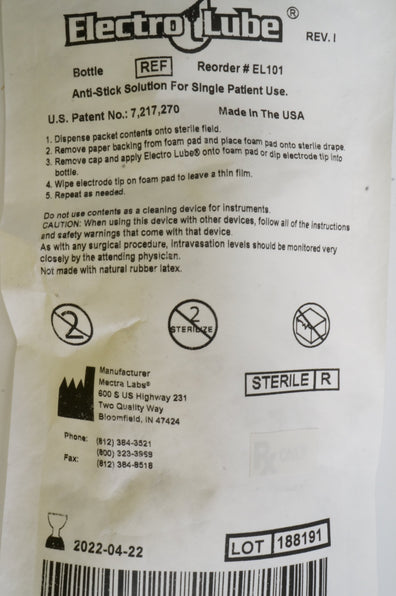 Electro Lube®
REV. I
Bottle REF Reorder # EL101
Anti-Stick Solution For Single Patient Use.
U.S. Patent No.: 7,217,270 Made In The USA
1. Dispense packet contents onto sterile field.
2. Remove paper backing from foam pad and place foam pad onto sterile drape.
3. Remove cap and apply Electro Lube® onto foam pad or dip electrode tip into
bottle.
4. Wipe electrode tip on foam pad to leave a thin film.
5. Repeat as needed.
Do not use contents as a cleaning device for instruments.
CAUTION: When using this device with other devices, follow all of the instructions
and safety warnings that come with that device.
As with any surgical procedure, intravasation levels should be monitored very
closely by the attending physician.
Not made with natural rubber latex.
2
2
STERILIZE
Manufacturer
Mectra Labs®
600 S US Highway 231
Two Quality Way
Bloomfield, IN 47424
STERILE R
Phone: (812) 384-3521
(800) 323-3968
Fax: (812) 384-8518
Rx ONLY
2022-04-22
LOT 188191